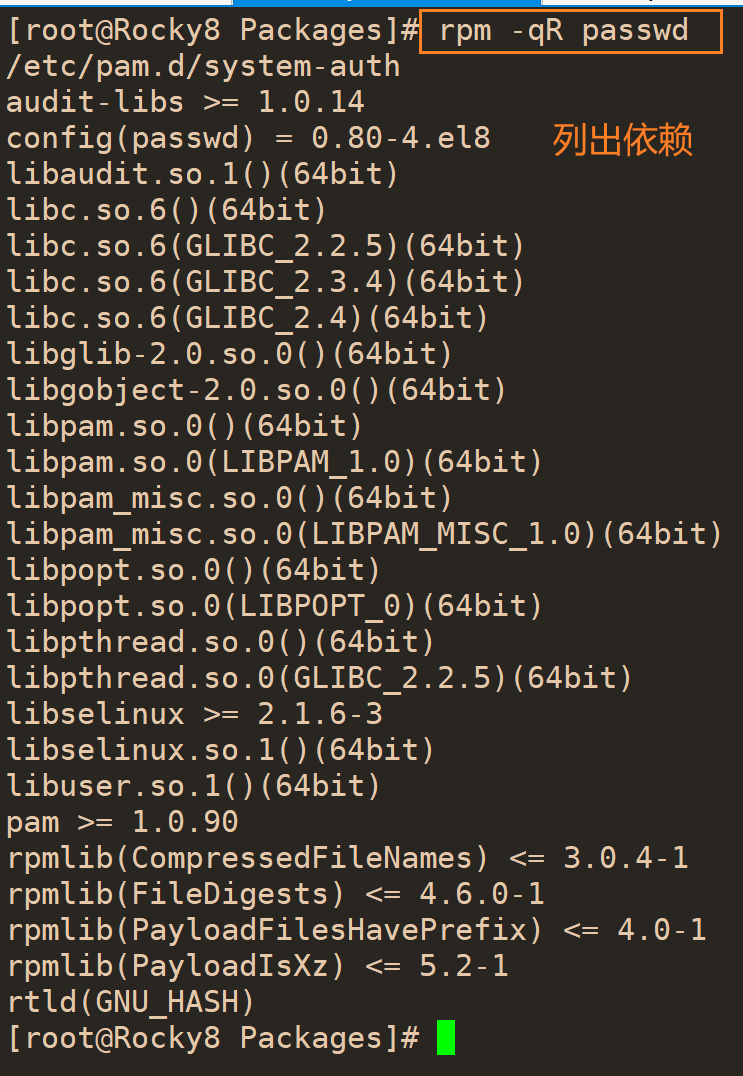 [root@Rocky8 Packages]# rpm -qR passwd
/etc/pam.d/system-auth
audit-libs >= 1.0.14
config(passwd) = 0.80-4.el8 列出依赖
libaudit.so.1()(64bit)
libc.so.6()(64bit)
libc.so.6(GLIBC_2.2.5)(64bit)
libc.so.6(GLIBC_2.3.4)(64bit)
libc.so.6(GLIBC_2.4)(64bit)
libglib-2.0.so.0()(64bit)
libgobject-2.0.so.0()(64bit)
libpam.so.0()(64bit)
libpam.so.0(LIBPAM_1.0)(64bit)
libpam_misc.so.0()(64bit)
libpam_misc.so.0(LIBPAM_MISC_1.0)(64bit)
libpopt.so.0()(64bit)
libpopt.so.0(LIBPOPT_0)(64bit)
libpthread.so.0()(64bit)
libpthread.so.0(GLIBC_2.2.5)(64bit)
libselinux >= 2.1.6-3
libselinux.so.1()(64bit)
libuser.so.1()(64bit)
pam >= 1.0.90
rpmlib(CompressedFileNames) <= 3.0.4-1
rpmlib(FileDigests) <= 4.6.0-1
rpmlib(PayloadFilesHavePrefix) <= 4.0-1
rpmlib(PayloadIsXz) <= 5.2-1
rtld(GNU_HASH)
[root@Rocky8 Packages]#